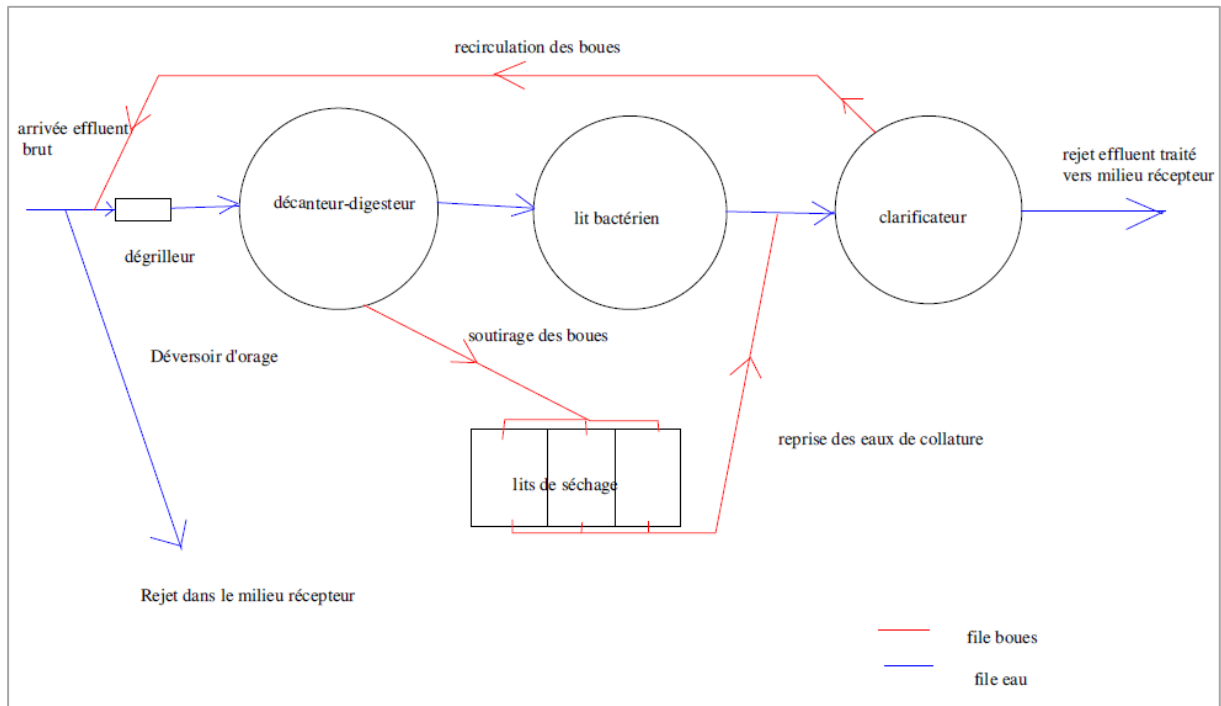 recirculation des boues
arrivée effluent
brut
rejet effluent traité
vers milieu récepteur
décanteur-digesteur
lit bactérien
clarificateur
dégrilleur
soutirage des boues
Déversoir d'orage
reprise des eaux de collature
lits de séchage
Rejet dans le milieu récepteur
file boues
file eau